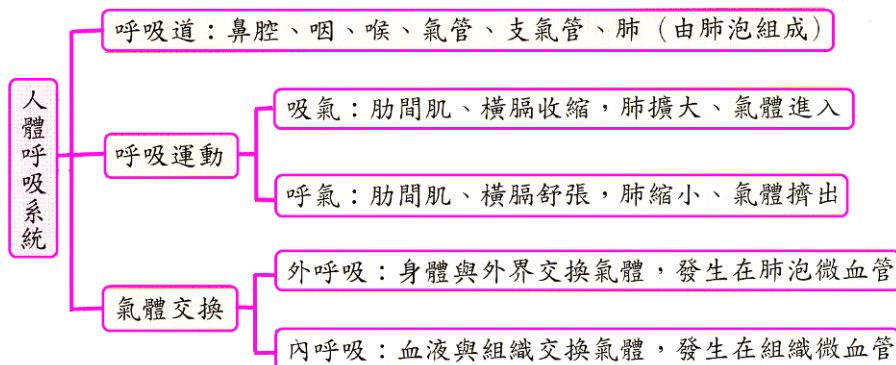 人體呼吸系統
呼吸道：鼻腔、咽、喉、氣管、支氣管、肺（由肺泡組成）
呼吸運動
吸氣：肋間肌、橫膈收縮，肺擴大、氣體進入
呼氣：肋間肌、橫膈舒張，肺縮小、氣體擠出
氣體交換
外呼吸：身體與外界交換氣體，發生在肺泡微血管
內呼吸：血液與組織交換氣體，發生在組織微血管